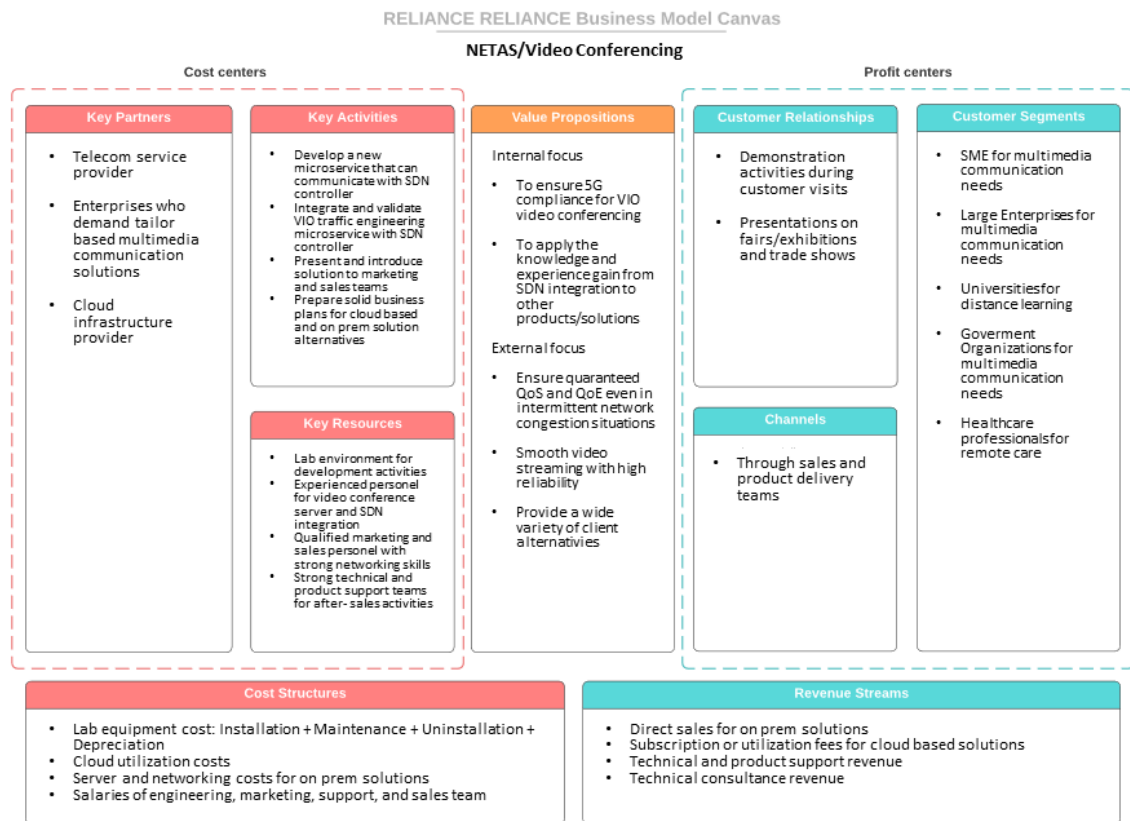 RELIANCE RELIANCE Business Model Canvas
NETAS/Video Conferencing
Cost centers
Profit centers
Key Partners
• Telecom service
provider
• Enterprises who
demand tailor
based multimedia
communication
solutions
• Cloud
infrastructure
provider
Key Activities
• Develop a new
microservice that can
communicate with SDN
controller
• Integrate and validate
VIO traffic engineering
microservice with SDN
controller
• Present and introduce
solution to marketing
and sales teams
• Prepare solid business
plans for cloud based
and on prem solution
alternatives
Key Resources
• Lab environment for
development activities
• Experienced personel
for video conference
server and SDN
integration
• Qualified marketing and
sales personel with
strong networking skills
• Strong technical and
product support teams
for after- sales activities
Value Propositions
Internal focus
• To ensure 5G
compliance for VIO
video conferencing
• To apply the
knowledge and
experience gain from
SDN integration to
other
products/solutions
External focus
• Ensure quaranteed
QoS and QoE even in
intermittent network
congestion situations
• Smooth video
streaming with high
reliability
• Provide a wide
variety of client
alternativies
Customer Relationships
• Demonstration
activities during
customer visits
• Presentations on
fairs/exhibitions
and trade shows
Channels
• Through sales and
product delivery
teams
Customer Segments
• SME for multimedia
communication
needs
• Large Enterprises for
multimedia
communication
needs
• Universities for
distance learning
• Goverment
Organizations for
multimedia
communication
needs
• Healthcare
professionals for
remote care
Cost Structures
• Lab equipment cost: Installation + Maintenance + Uninstallation +
Depreciation
• Cloud utilization costs
• Server and networking costs for on prem solutions
• Salaries of engineering, marketing, support, and sales team
Revenue Streams
• Direct sales for on prem solutions
• Subscription or utilization fees for cloud based solutions
• Technical and product support revenue
• Technical consultance revenue